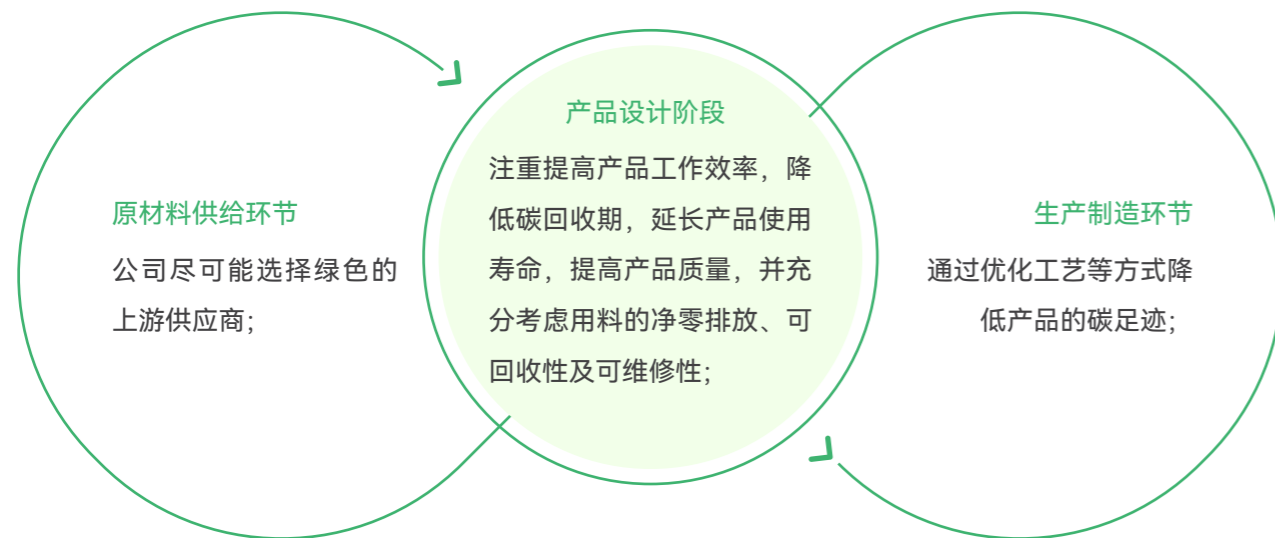 原材料供给环节
公司尽可能选择绿色的
上游供应商；
产品设计阶段
注重提高产品工作效率，降
低碳回收期，延长产品使用
寿命，提高产品质量，并充
分考虑用料的净零排放、可
回收性及可维修性；
生产制造环节
通过优化工艺等方式降
低产品的碳足迹；